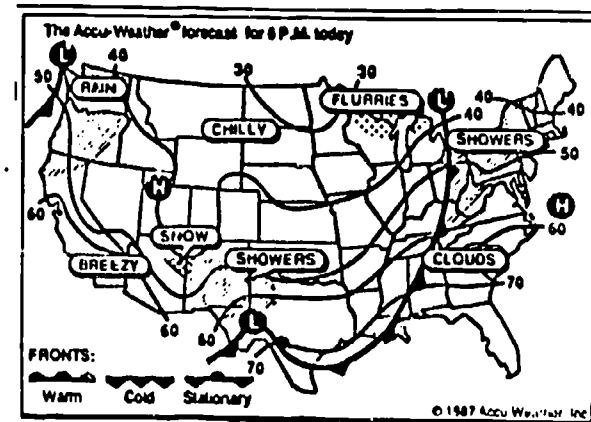 The Accu-Weather® forecast for 6 P.M. today
L
50
40
RAIN
30
30
FLURRIES
L
40
40
40
CHILLY
SHOWERS
50
H
H
60
60
SNOW
BREEZY
SHOWERS
CLOUDS
60
60
70
L
70
FRONTS:
Warm
Cold
Stationary
© 1987 Accu Weather, Inc